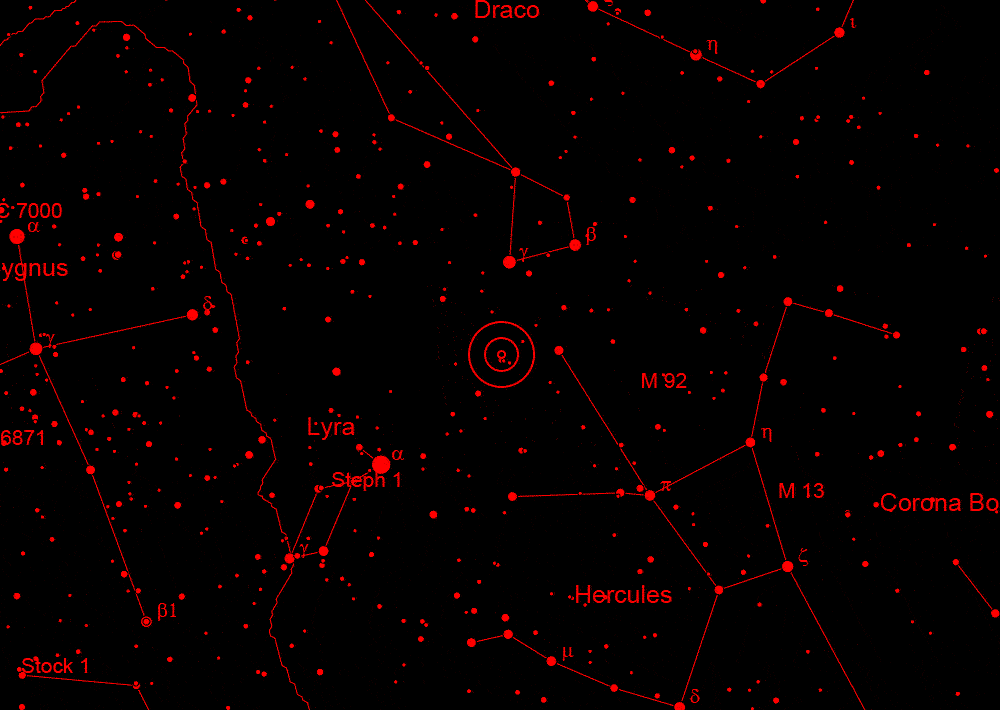 Draco
ζ
η
ι
C 7000
α
β
γ
ygnus
δ
γ
M 92
Lyra
α
η
6871
Steph 1
π
M 13
Corona Bo
γ
ζ
Hercules
β1
μ
Stock 1
δ